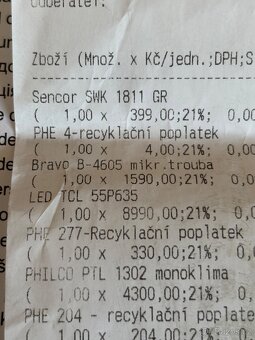 Odběratel:
Zboží (Množ. x Kč/jedn.;DPH;S
Sencor SWK 1811 GR
( 1,00 x 399,00;21%; 0,00
PHE 4-recyklační poplatek
( 1,00 x 4,00;21%; 0,00
Bravo B-4605 mikr.trouba
( 1,00 x 1590,00;21%; 0,0
LED TCL 55P635
( 1,00 x 8990,00;21%; 0,0
PHE 277-Recyklační poplatek
( 1,00 x 330,00;21%; 0,00
PHILCO PTL 1302 monoklima
( 1,00 x 4300,00;21%; 0,0
PHE 204 - recyklační poplate
( 1,00 x 204,00;21%; 0,00